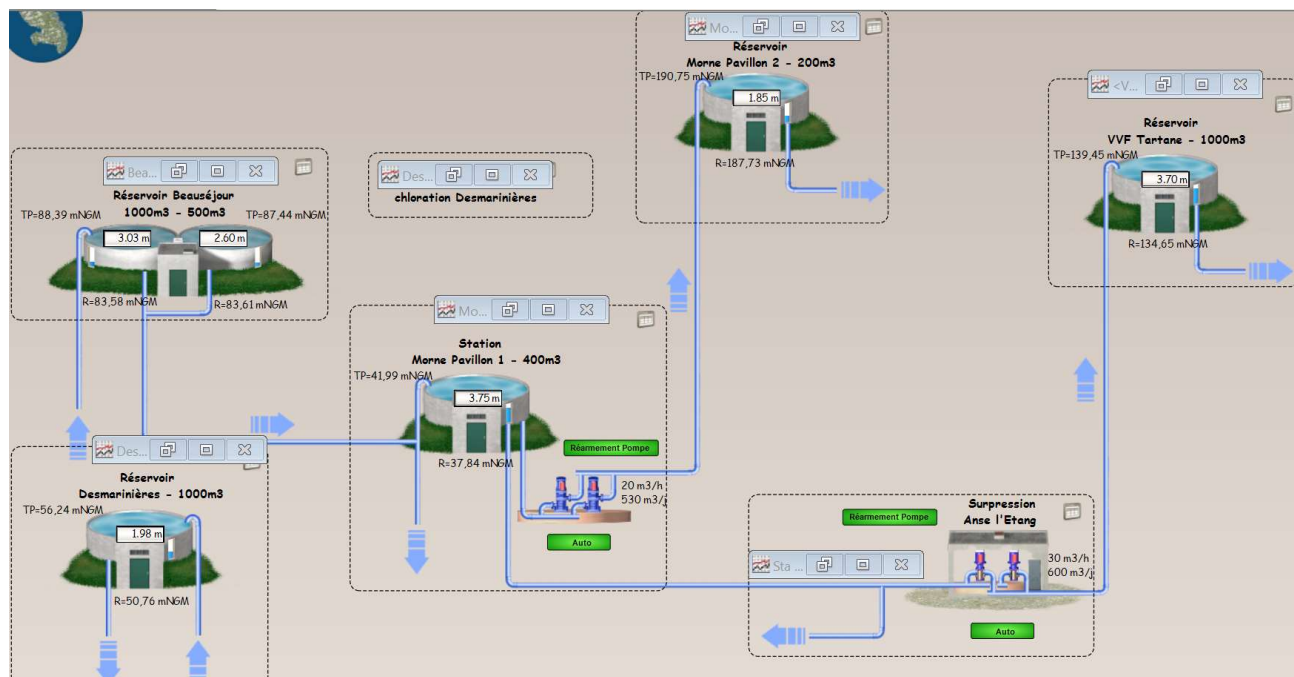 Mo...
Réservoir
Morne Pavillon 2 - 200m3
TP=190,75 mNGM
1.85 m
R=187,73 mNGM
<V...
Réservoir
VVF Tartane - 1000m3
TP=139,45 mNGM
3.70 m
R=134,65 mNGM
Bea...
Réservoir Beauséjour
1000m3 - 500m3
TP=88,39 mNGM
TP=87,44 mNGM
3.03 m
2.60 m
R=83,58 mNGM
R=83,61 mNGM
Des...
chloration Desmarinières
Mo...
Station
Morne Pavillon 1 - 400m3
TP=41,99 mNGM
3.75 m
R=37,84 mNGM
Réarmement Pompe
20 m3/h
530 m3/j
Auto
Des...
Réservoir
Desmarinières - 1000m3
TP=56,24 mNGM
1.98 m
R=50,76 mNGM
Surpression
Anse l'Etang
Réarmement Pompe
Sta ...
30 m3/h
600 m3/j
Auto